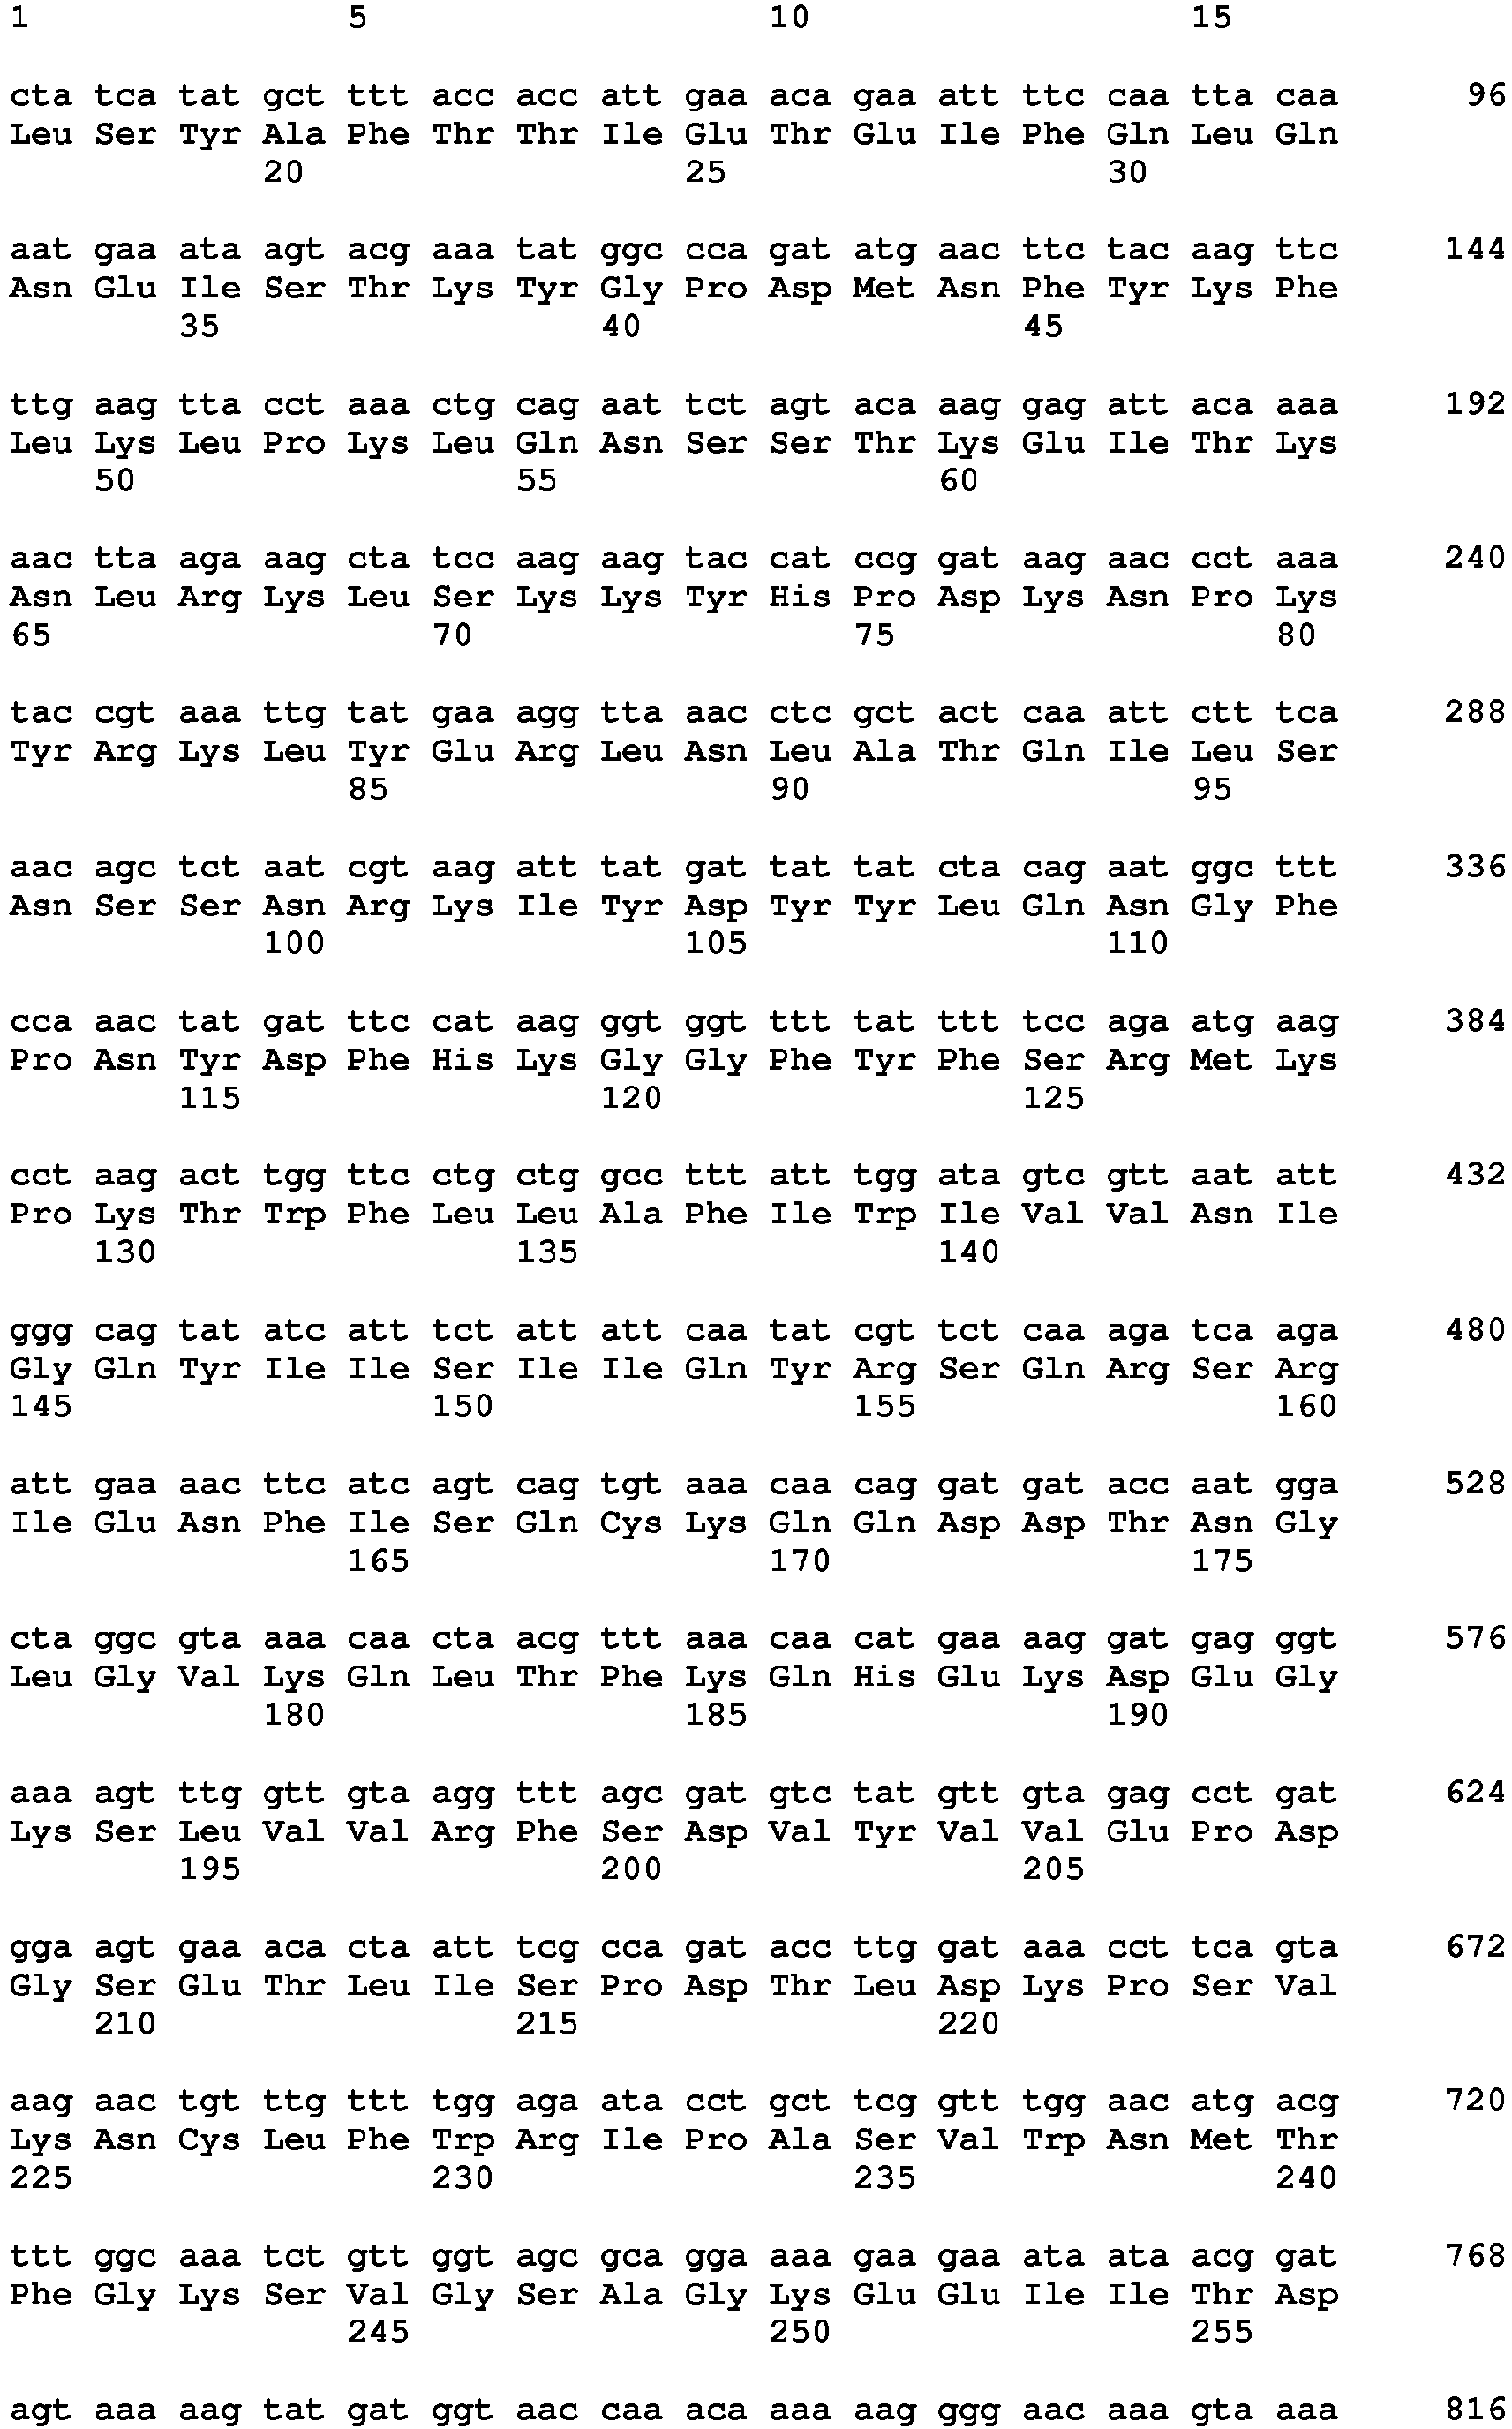 1 5 10 15
cta tca tat gct ttt acc acc att gaa aca gaa att ttc caa tta caa 96
Leu Ser Tyr Ala Phe Thr Thr Ile Glu Thr Glu Ile Phe Gln Leu Gln
20 25 30
aat gaa ata agt acg aaa tat ggc cca gat atg aac ttc tac aag ttc 144
Asn Glu Ile Ser Thr Lys Tyr Gly Pro Asp Met Asn Phe Tyr Lys Phe
35 40 45
ttg aag tta cct aaa ctg cag aat tct agt aca aag gag att aca aaa 192
Leu Lys Leu Pro Lys Leu Gln Asn Ser Ser Thr Lys Glu Ile Thr Lys
50 55 60
aac tta aga aag cta tcc aag aag tac cat ccg gat aag aac cct aaa 240
Asn Leu Arg Lys Leu Ser Lys Lys Tyr His Pro Asp Lys Asn Pro Lys
65 70 75 80
tac cgt aaa ttg tat gaa agg tta aac ctc gct act caa att ctt tca 288
Tyr Arg Lys Leu Tyr Glu Arg Leu Asn Leu Ala Thr Gln Ile Leu Ser
85 90 95
aac agc tct aat cgt aag att tat gat tat tat cta cag aat ggc ttt 336
Asn Ser Ser Asn Arg Lys Ile Tyr Asp Tyr Tyr Leu Gln Asn Gly Phe
100 105 110
cca aac tat gat ttc cat aag ggt ggt ttt tat ttt tcc aga atg aag 384
Pro Asn Tyr Asp Phe His Lys Gly Gly Phe Tyr Phe Ser Arg Met Lys
115 120 125
cct aag act tgg ttc ctg ctg gcc ttt att tgg ata gtc gtt aat att 432
Pro Lys Thr Trp Phe Leu Leu Ala Phe Ile Trp Ile Val Val Asn Ile
130 135 140
ggg cag tat atc att tct att att caa tat cgt tct caa aga tca aga 480
Gly Gln Tyr Ile Ile Ser Ile Ile Gln Tyr Arg Ser Gln Arg Ser Arg
145 150 155 160
att gaa aac ttc atc agt cag tgt aaa caa cag gat gat acc aat gga 528
Ile Glu Asn Phe Ile Ser Gln Cys Lys Gln Gln Asp Asp Thr Asn Gly
165 170 175
cta ggc gta aaa caa cta acg ttt aaa caa cat gaa aag gat gag ggt 576
Leu Gly Val Lys Gln Leu Thr Phe Lys Gln His Glu Lys Asp Glu Gly
180 185 190
aaa agt ttg gtt gta agg ttt agc gat gtc tat gtt gta gag cct gat 624
Lys Ser Leu Val Val Arg Phe Ser Asp Val Tyr Val Val Glu Pro Asp
195 200 205
gga agt gaa aca cta att tcg cca gat acc ttg gat aaa cct tca gta 672
Gly Ser Glu Thr Leu Ile Ser Pro Asp Thr Leu Asp Lys Pro Ser Val
210 215 220
aag aac tgt ttg ttt tgg aga ata cct gct tcg gtt tgg aac atg acg 720
Lys Asn Cys Leu Phe Trp Arg Ile Pro Ala Ser Val Trp Asn Met Thr
225 230 235 240
ttt ggc aaa tct gtt ggt agc gca gga aaa gaa gaa ata ata acg gat 768
Phe Gly Lys Ser Val Gly Ser Ala Gly Lys Glu Glu Ile Ile Thr Asp
245 250 255
agt aaa aag tat gat ggt aac caa aca aaa aag ggg aac aaa gta aaa 816